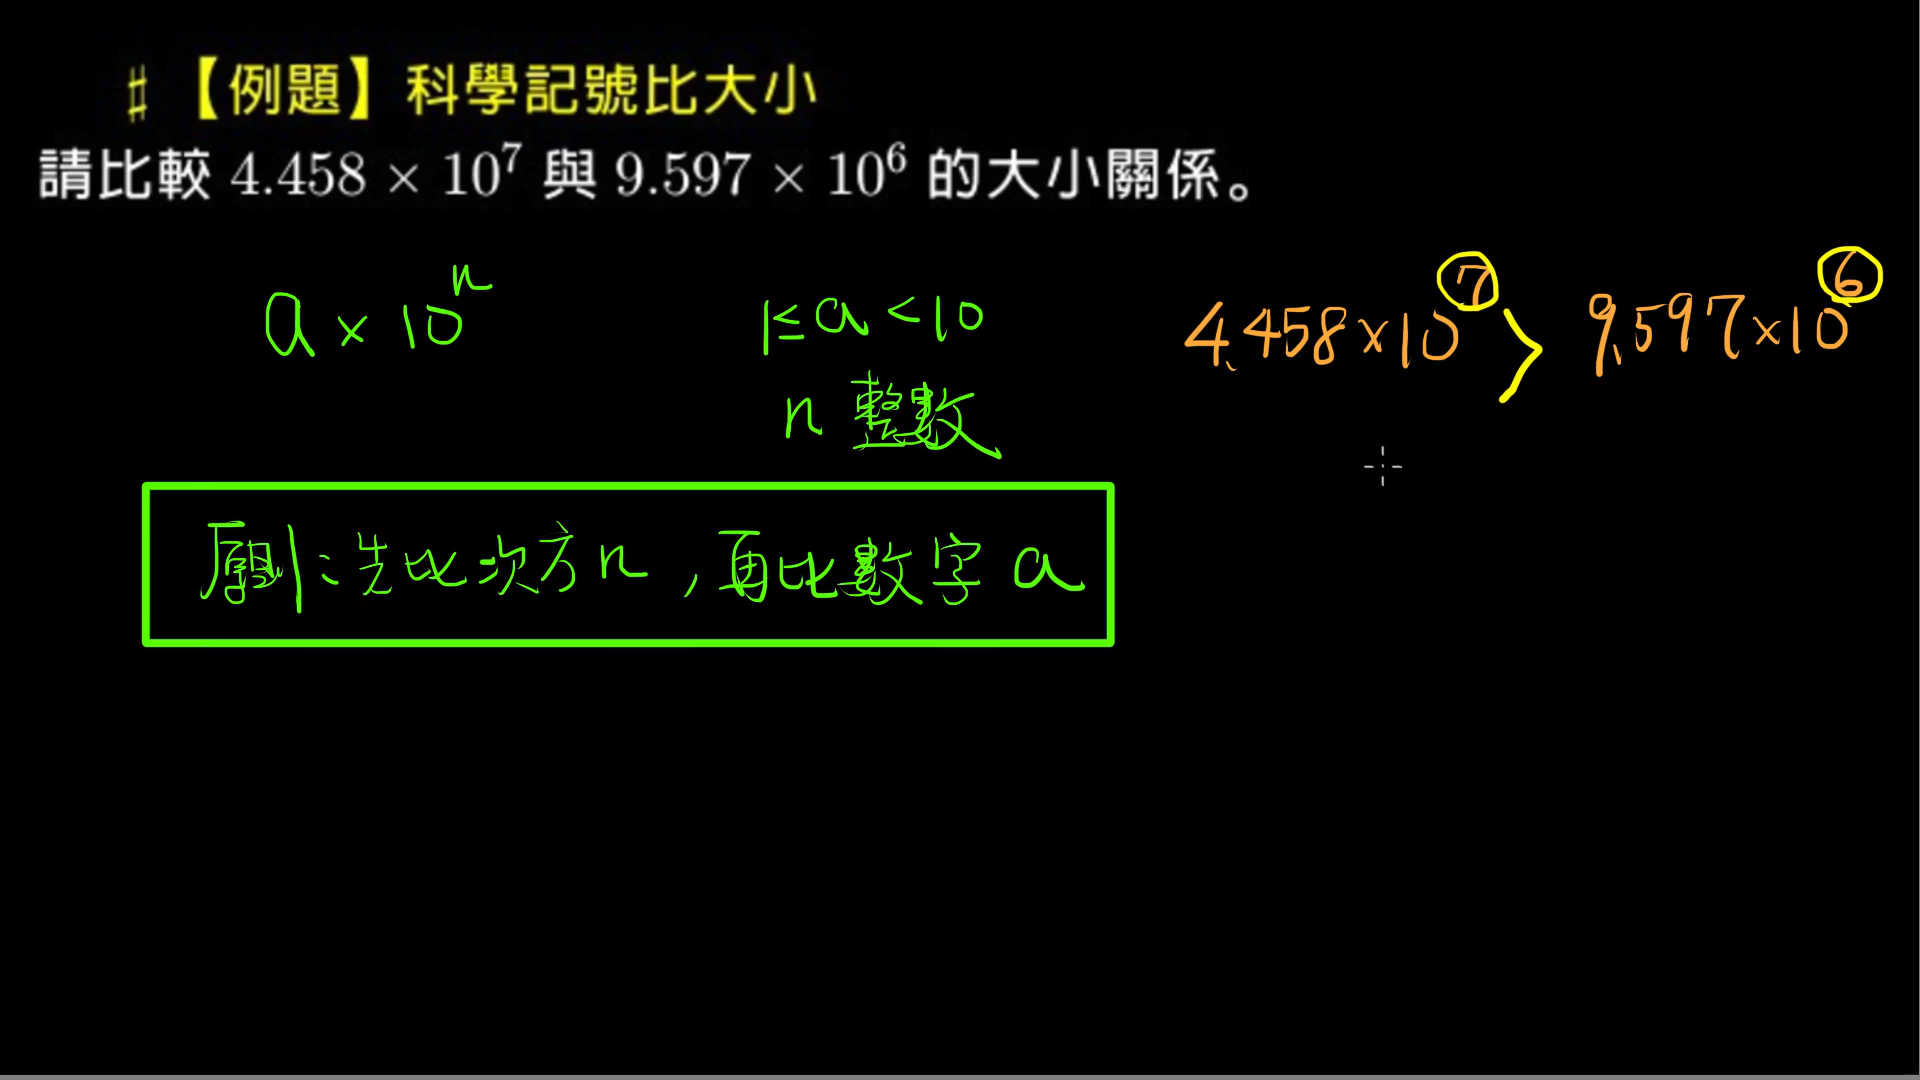 ♯【例題】科學記號比大小
請比較 4.458 × 10⁷ 與 9.597 × 10⁶ 的大小關係。
a × 10ⁿ
1 ≤ a < 10
n 整數
4.458 × 10⁷ > 9.597 × 10⁶
原則：先比次方 n，再比數字 a